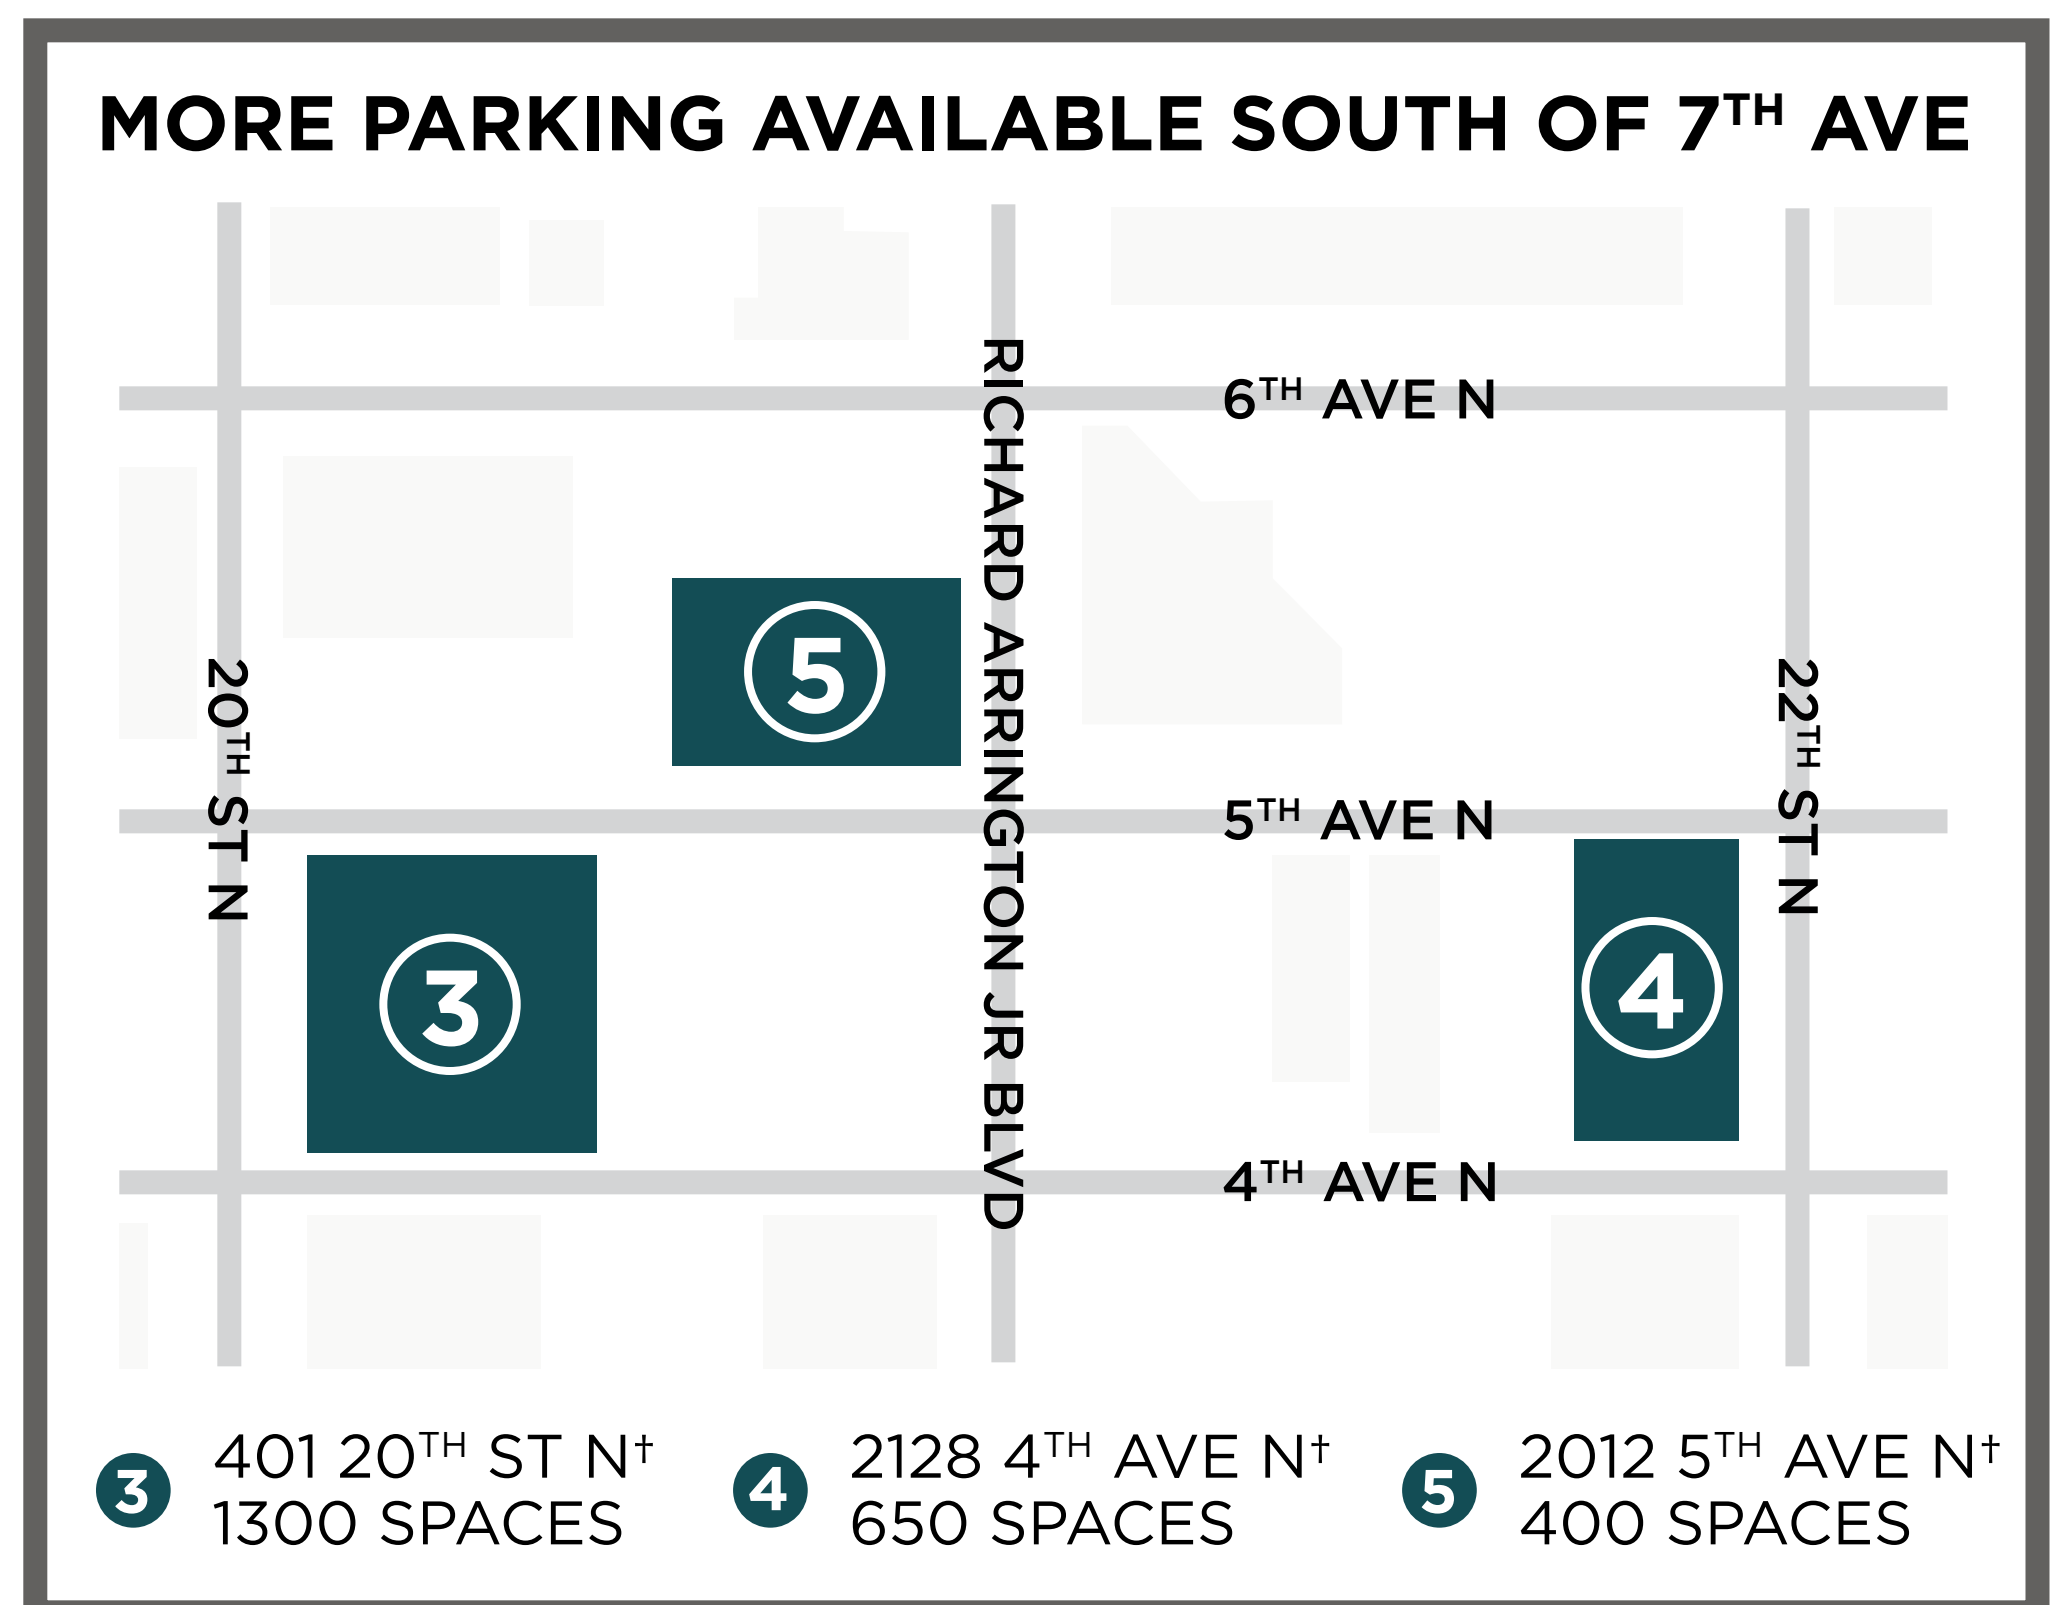 MORE PARKING AVAILABLE SOUTH OF 7TH AVE
6TH AVE N
RICHARD ARRINGTON JR BLVD
5
20TH ST N
22TH ST N
5TH AVE N
3
4
4TH AVE N
3 401 20TH ST N†
1300 SPACES
4 2128 4TH AVE N†
650 SPACES
5 2012 5TH AVE N†
400 SPACES